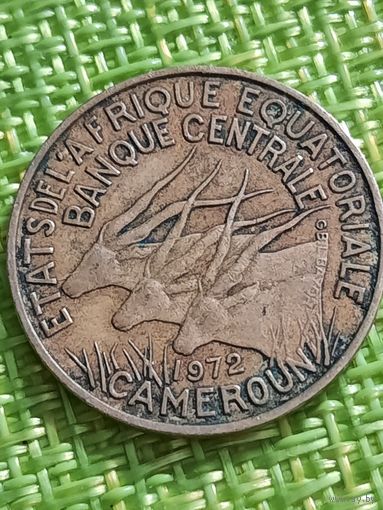 ETATS DE L'AFRIQUE EQUATORIALE
BANQUE CENTRALE
1972
CAMEROUN